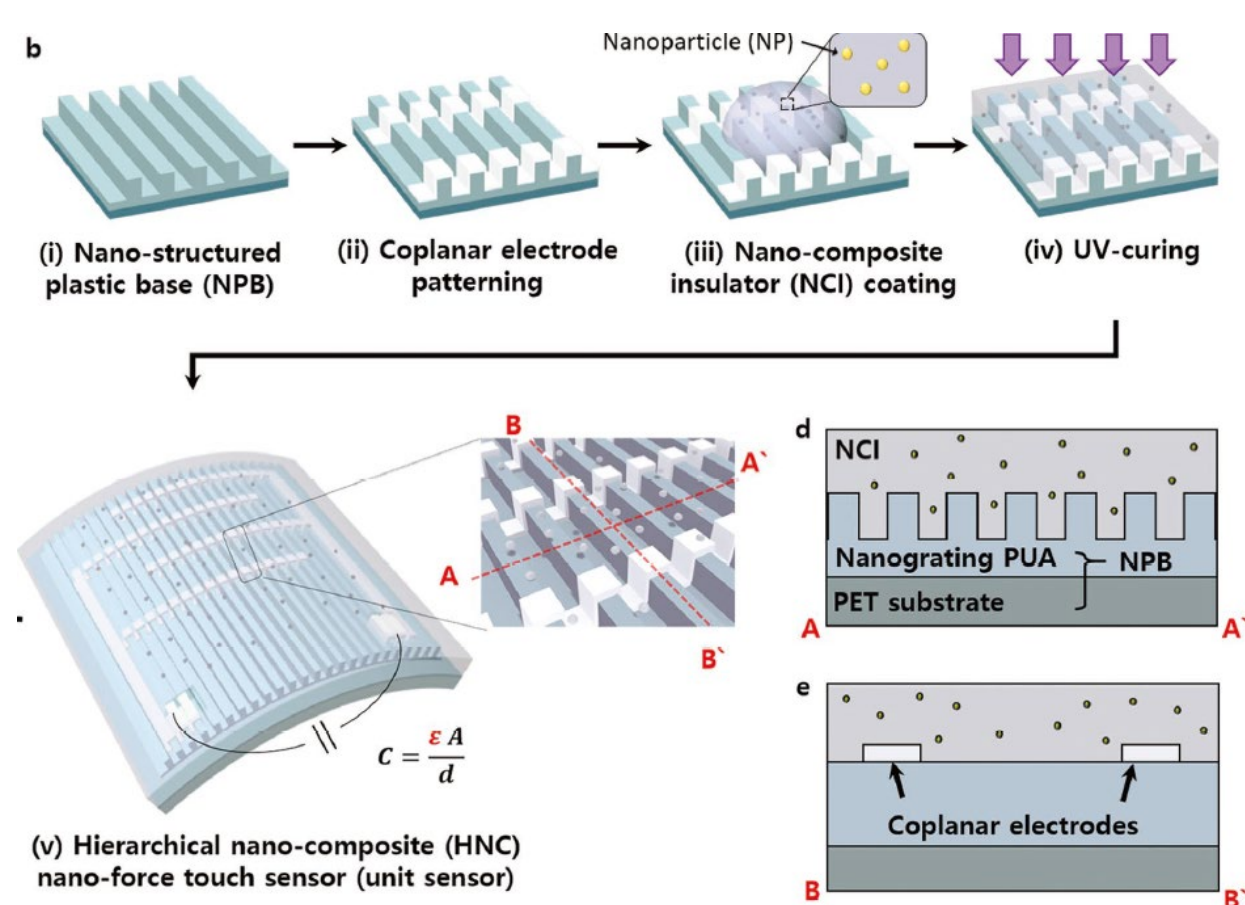 b
Nanoparticle (NP)
(i) Nano-structured
plastic base (NPB)
(ii) Coplanar electrode
patterning
(iii) Nano-composite
insulator (NCI) coating
(iv) UV-curing
B
A`
A
B`
C = ε A / d
(v) Hierarchical nano-composite (HNC)
nano-force touch sensor (unit sensor)
d
NCI
Nanograting PUA
NPB
PET substrate
A
A`
e
Coplanar electrodes
B
B`